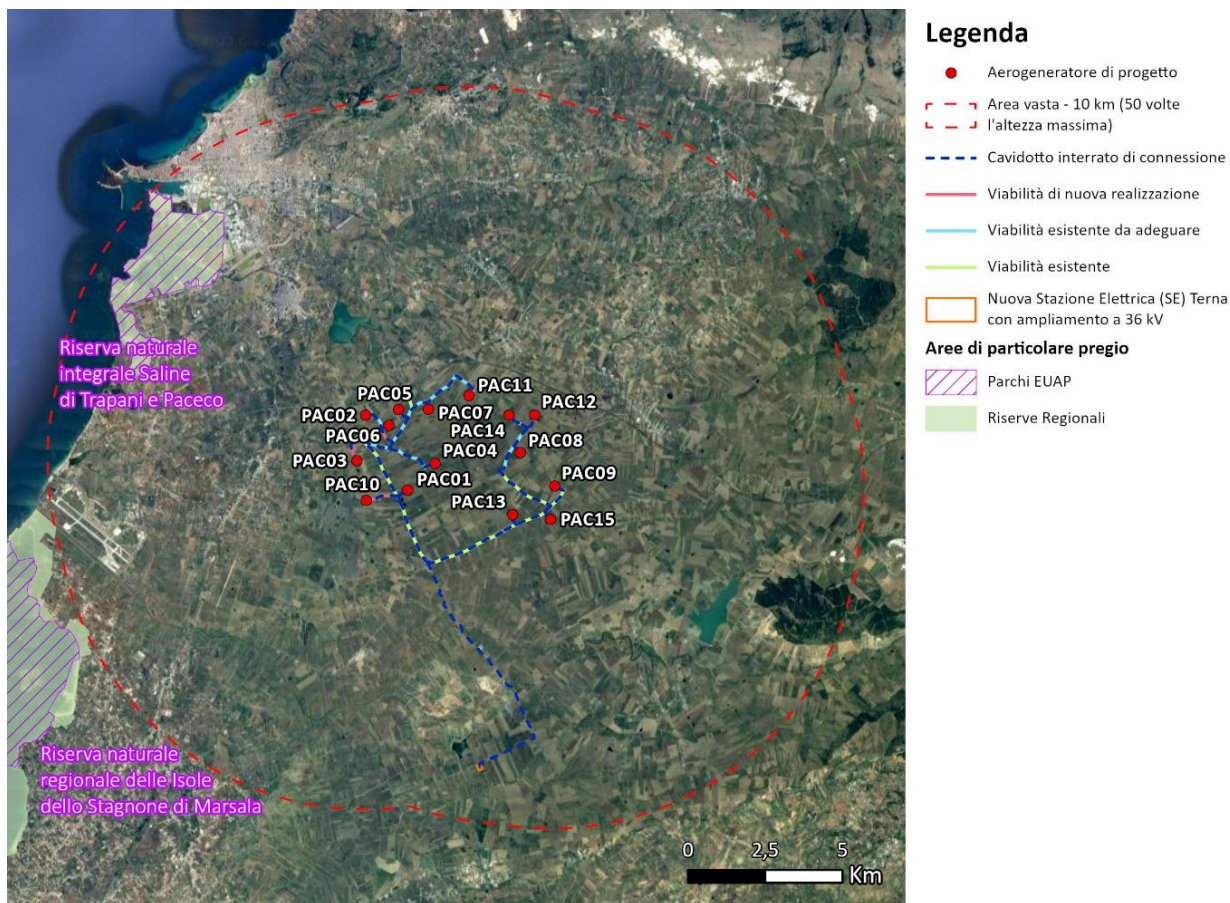 Legenda
Aerogeneratore di progetto
Area vasta - 10 km (50 volte
l'altezza massima)
Cavidotto interrato di connessione
Viabilità di nuova realizzazione
Viabilità esistente da adeguare
Viabilità esistente
Nuova Stazione Elettrica (SE) Terna
con ampliamento a 36 kV
Aree di particolare pregio
Parchi EUAP
Riserve Regionali
Riserva naturale
integrale Saline
di Trapani e Paceco
PAC11
PAC05
PAC02
PAC07
PAC12
PAC06
PAC14
PAC08
PAC03
PAC04
PAC10
PAC01
PAC09
PAC13
PAC15
Riserva naturale
regionale delle Isole
dello Stagnone di Marsala
0 2,5 5
Km